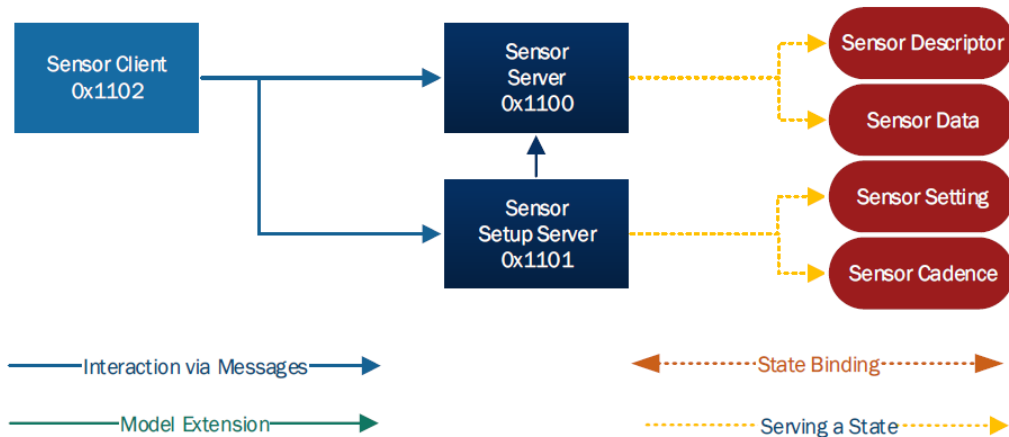 Sensor Client
0x1102
Sensor
Server
0x1100
Sensor Descriptor
Sensor Data
Sensor
Setup Server
0x1101
Sensor Setting
Sensor Cadence
Interaction via Messages
State Binding
Model Extension
Serving a State